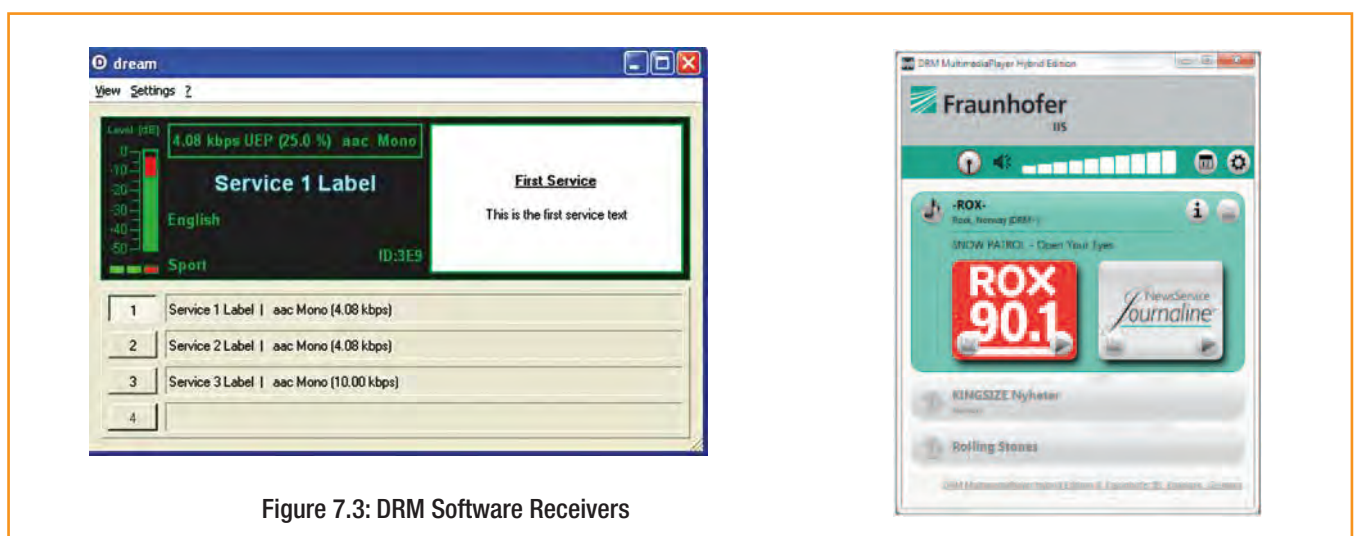 dream
View Settings ?
Level [dB]
0
-10
-20
-30
-40
-50
4.08 kbps UEP (25.0 %) aac Mono
Service 1 Label
English
Sport
ID:3E9
First Service
This is the first service text
1 Service 1 Label | aac Mono (4.08 kbps)
2 Service 2 Label | aac Mono (4.08 kbps)
3 Service 3 Label | aac Mono (10.00 kbps)
4
DRM MultimediaPlayer Hybrid Edition
Fraunhofer
IIS
-ROX-
Rock, Norway (DRM+)
SNOW PATROL - Open Your Eyes
ROX
90.1
NewsService
Journaline
i
KINGSIZE Nyheter
Rolling Stones
Figure 7.3: DRM Software Receivers